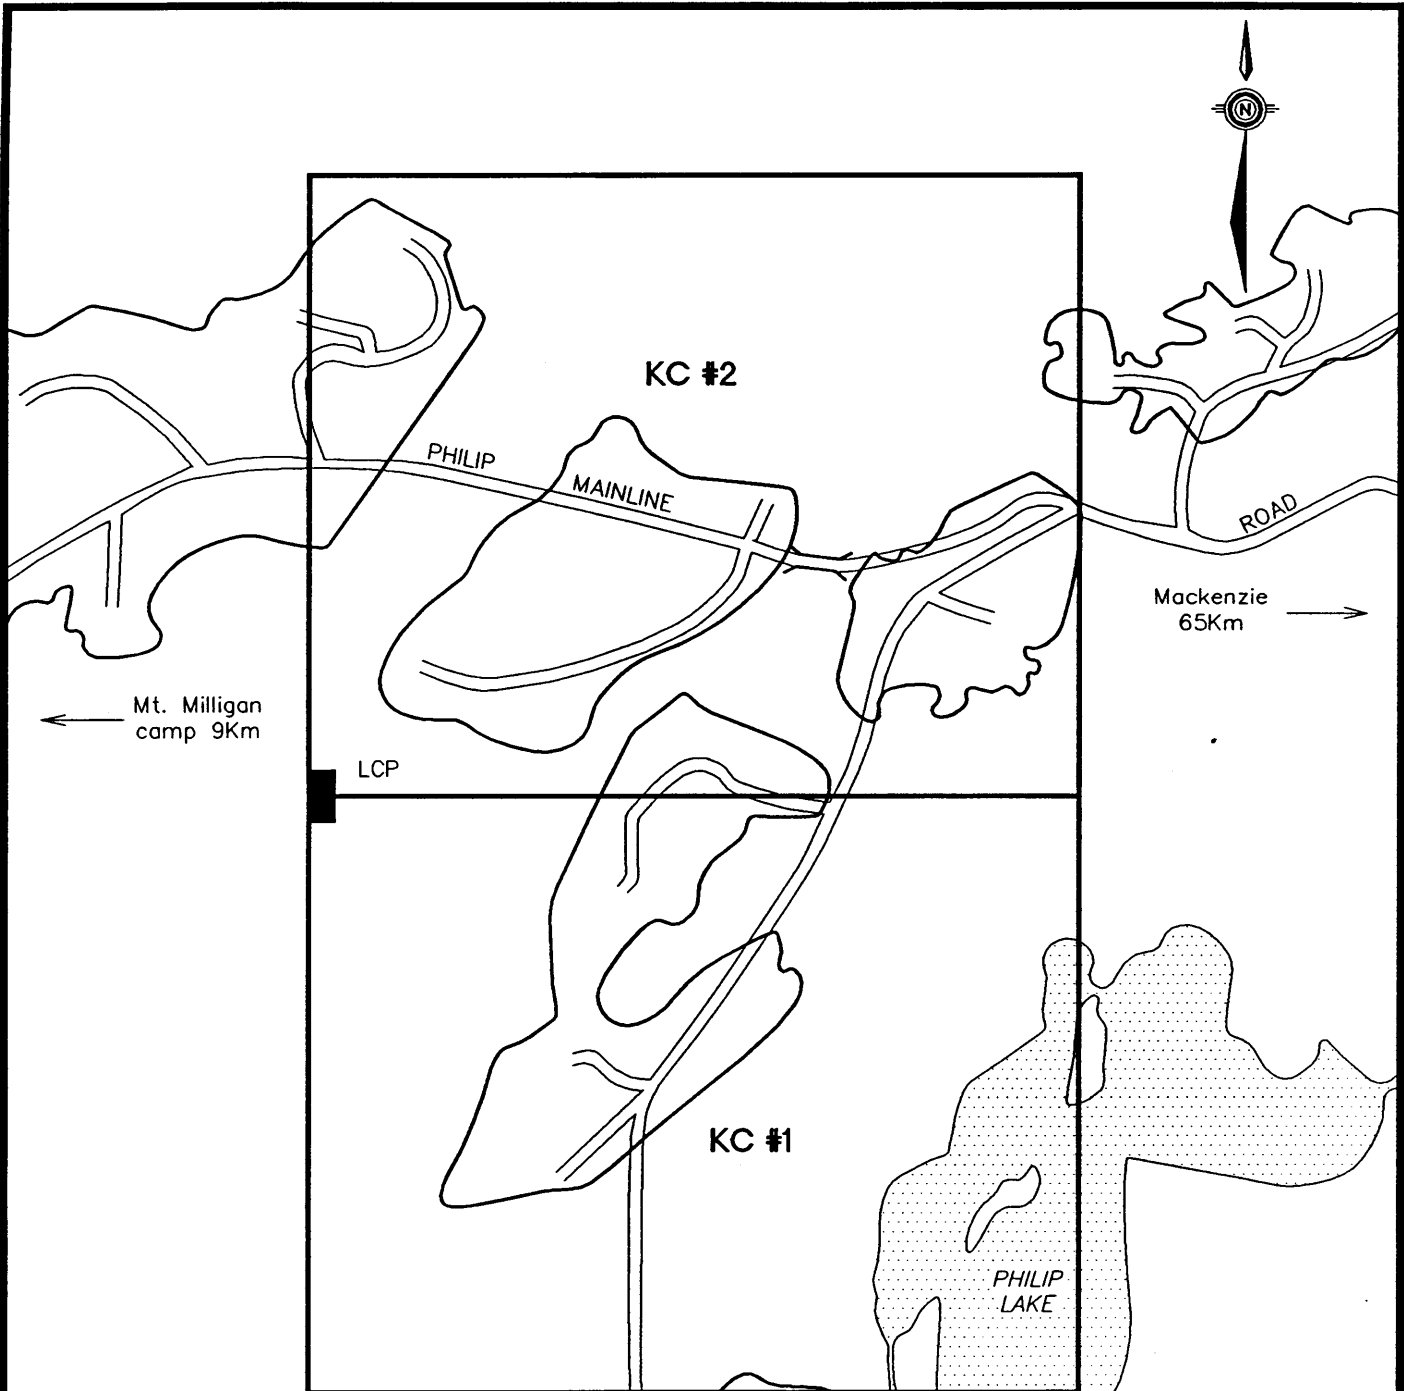 N
KC #2
PHILIP
MAINLINE
ROAD
Mackenzie
65Km
Mt. Milligan
camp 9Km
LCP
KC #1
PHILIP
LAKE